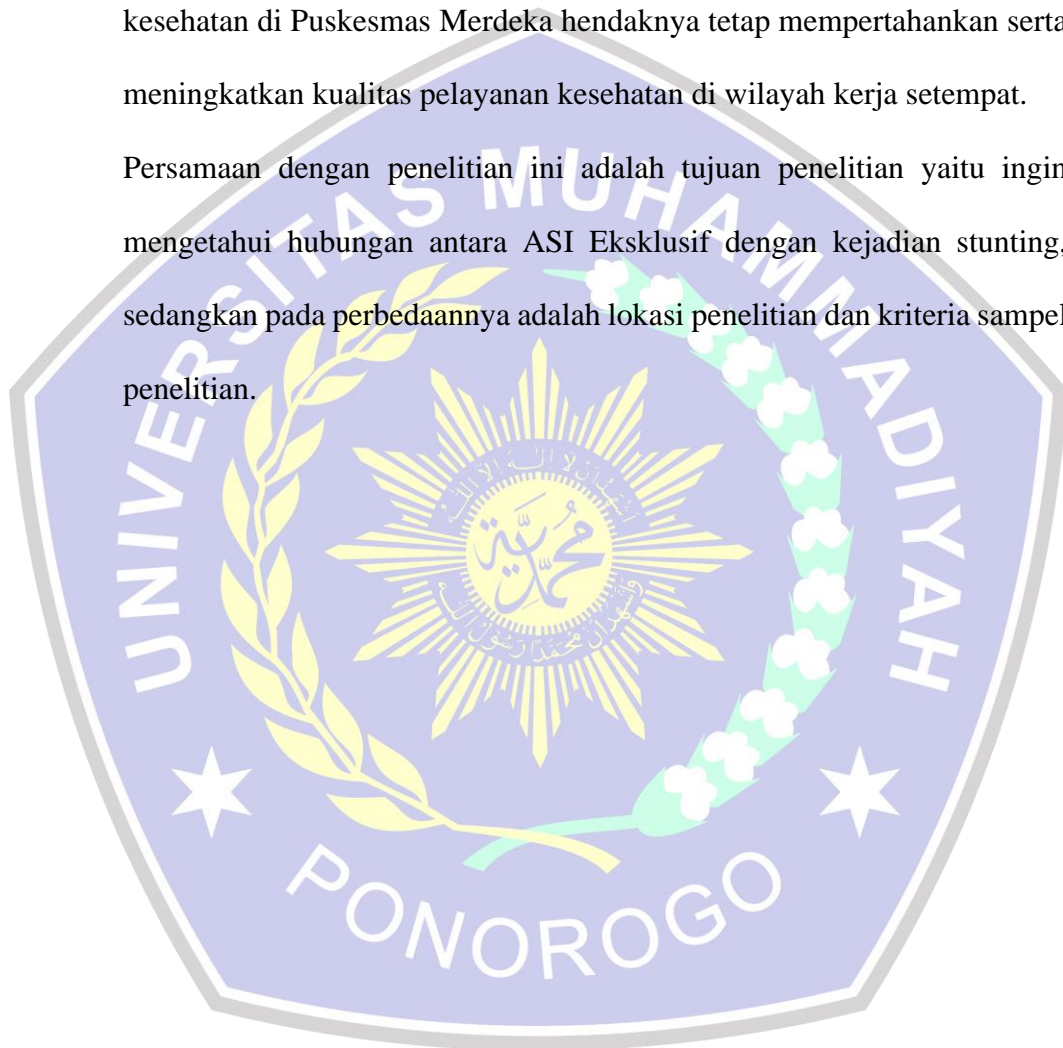 kesehatan di Puskesmas Merdeka hendaknya tetap mempertahankan serta
meningkatkan kualitas pelayanan kesehatan di wilayah kerja setempat.
Persamaan dengan penelitian ini adalah tujuan penelitian yaitu ingin
mengetahui hubungan antara ASI Eksklusif dengan kejadian stunting,
sedangkan pada perbedaannya adalah lokasi penelitian dan kriteria sampel
penelitian.
UNIVERSITAS MUHAMMADIYAH
محمدية
PONOROGO